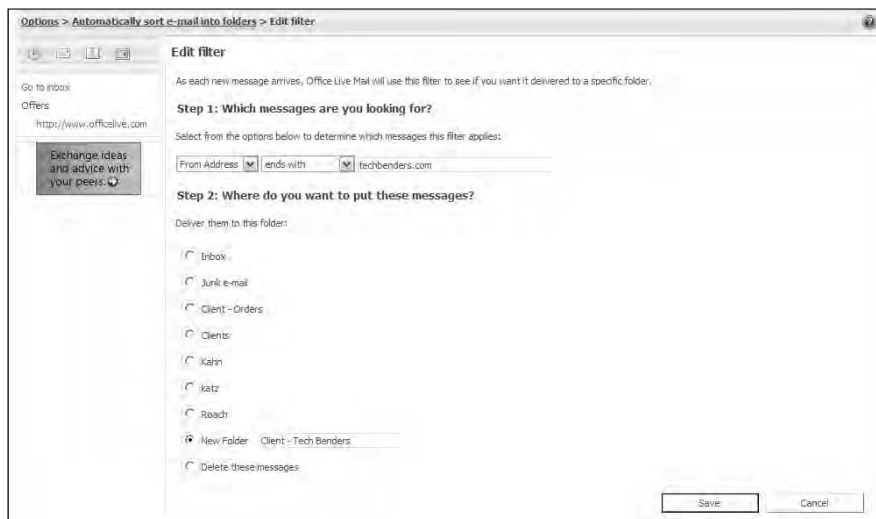 Options > Automatically sort e-mail into folders > Edit filter
Go to inbox
Offers
http://www.officelive.com
Exchange ideas
and advice with
your peers.
Edit filter
As each new message arrives, Office Live Mail will use this filter to see if you want it delivered to a specific folder.
Step 1: Which messages are you looking for?
Select from the options below to determine which messages this filter applies:
From Address ends with techbenders.com
Step 2: Where do you want to put these messages?
Deliver them to this folder:
Inbox
Junk e-mail
Client - Orders
Clients
Kahn
katz
Roach
New Folder Client - Tech Benders
Delete these messages
Save Cancel